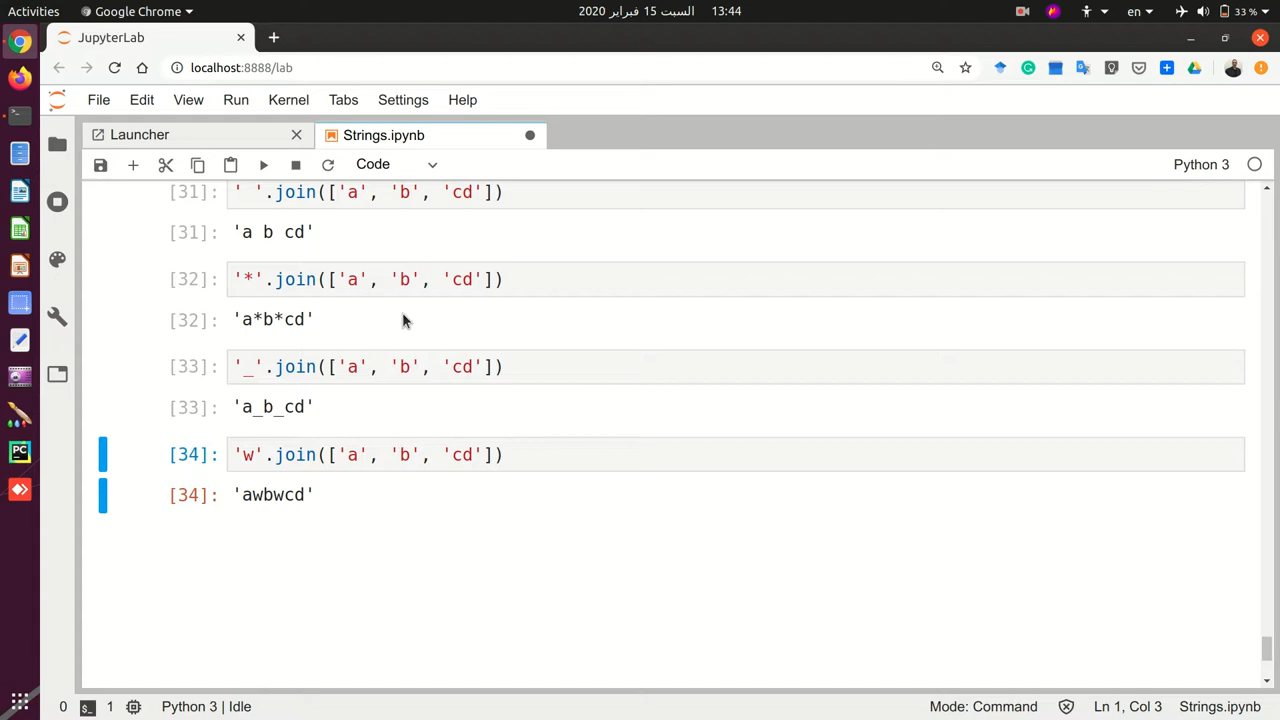 Activities
Google Chrome
السبت 15 فبراير 2020
13:44
en
33 %
JupyterLab
localhost:8888/lab
File Edit View Run Kernel Tabs Settings Help
Launcher
Strings.ipynb
Code
Python 3
[31]: ' '.join(['a', 'b', 'cd'])
[31]: 'a b cd'
[32]: '*'.join(['a', 'b', 'cd'])
[32]: 'a*b*cd'
[33]: '_'.join(['a', 'b', 'cd'])
[33]: 'a_b_cd'
[34]: 'w'.join(['a', 'b', 'cd'])
[34]: 'awbwcd'
PC
0
1
Python 3 | Idle
Mode: Command
Ln 1, Col 3
Strings.ipynb